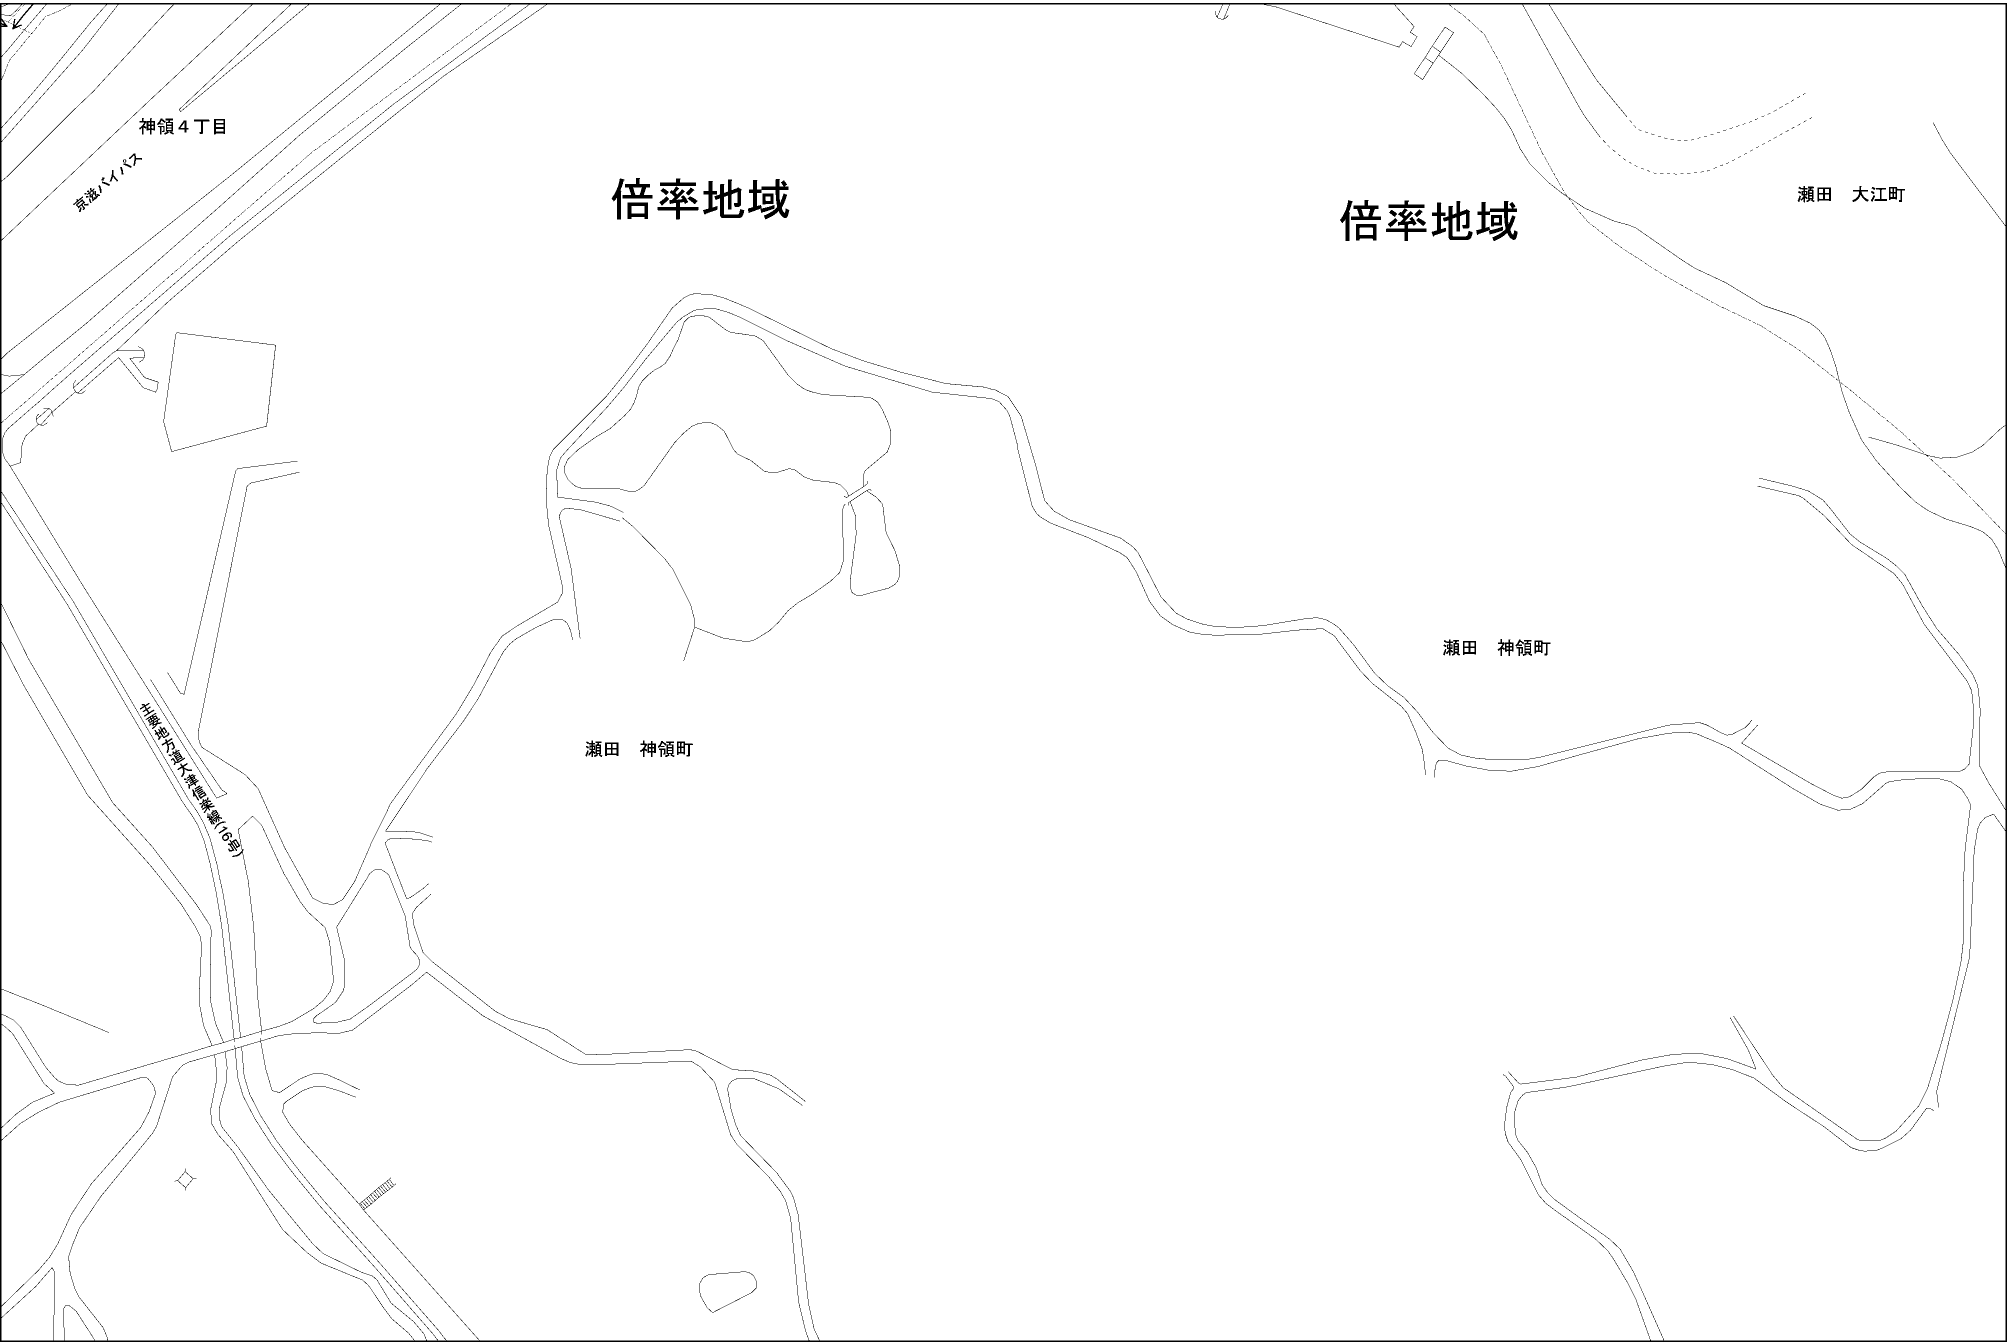 神領４丁目
京滋バイパス
倍率地域
倍率地域
瀬田　大江町
瀬田　神領町
瀬田　神領町
主要地方道大津信楽線(16号)